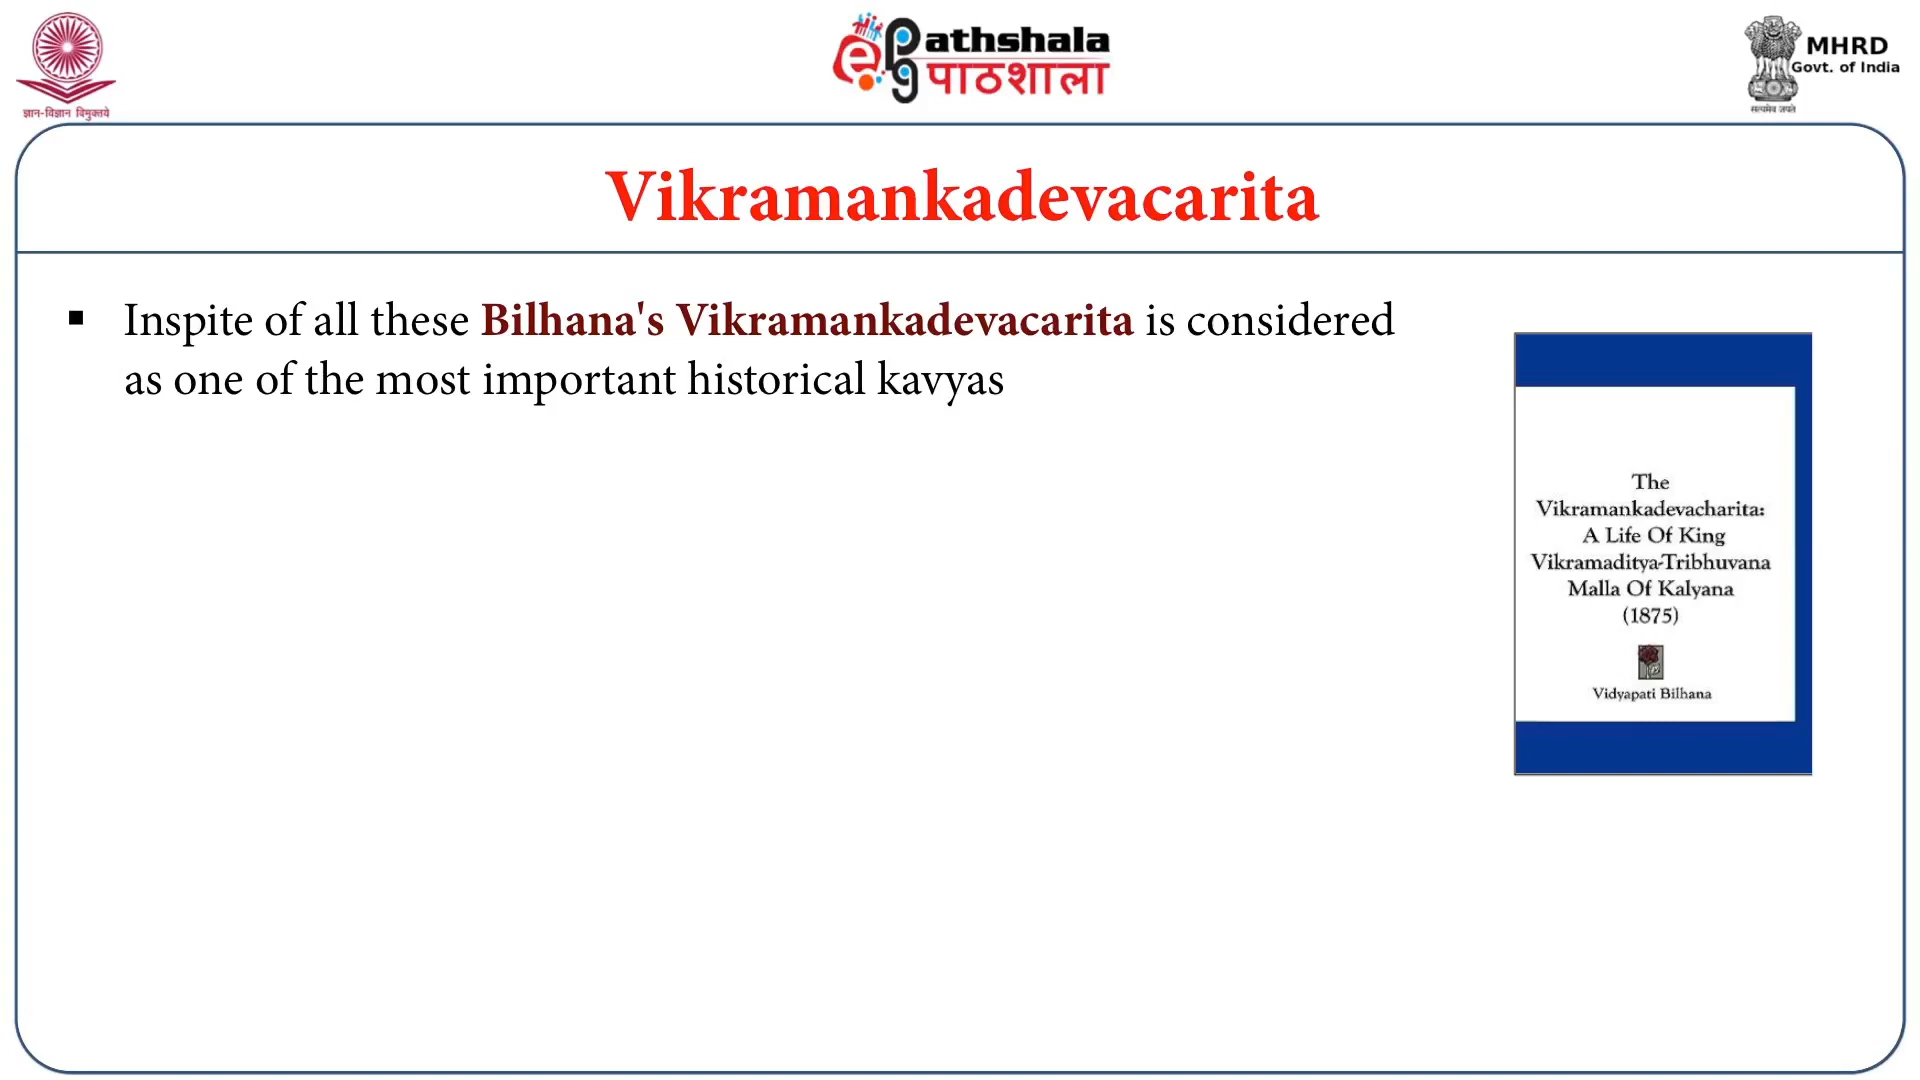 ज्ञान-विज्ञान विमुक्तये
e pg Pathshala
पाठशाला
MHRD
Govt. of India
सत्यमेव जयते
Vikramankadevacarita
▪ Inspite of all these Bilhana's Vikramankadevacarita is considered
as one of the most important historical kavyas
The
Vikramankadevacharita:
A Life Of King
Vikramaditya-Tribhuvana
Malla Of Kalyana
(1875)
Vidyapati Bilhana